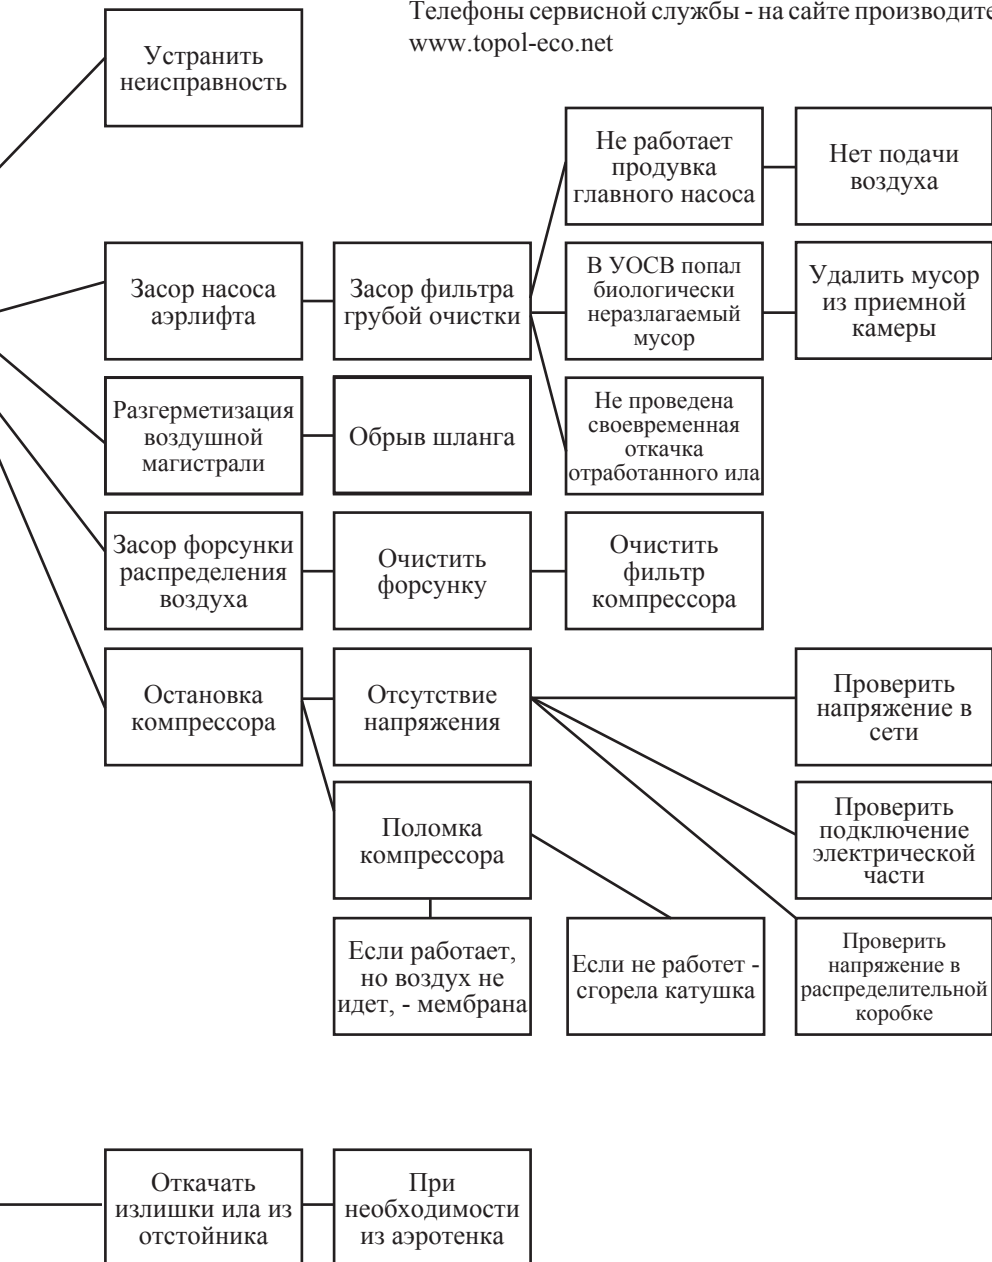 Телефоны сервисной службы - на сайте производите
www.topol-eco.net
Устранить
неисправность
Не работает
продувка
главного насоса
Нет подачи
воздуха
Засор насоса
аэрлифта
Засор фильтра
грубой очистки
В УОСВ попал
биологически
неразлагаемый
мусор
Удалить мусор
из приемной
камеры
Разгерметизация
воздушной
магистрали
Обрыв шланга
Не проведена
своевременная
откачка
отработанного ила
Засор форсунки
распределения
воздуха
Очистить
форсунку
Очистить
фильтр
компрессора
Остановка
компрессора
Отсутствие
напряжения
Проверить
напряжение в
сети
Поломка
компрессора
Проверить
подключение
электрической
части
Если работает,
но воздух не
идет, - мембрана
Если не работет -
сгорела катушка
Проверить
напряжение в
распределительной
коробке
Откачать
излишки ила из
отстойника
При
необходимости
из аэротенка